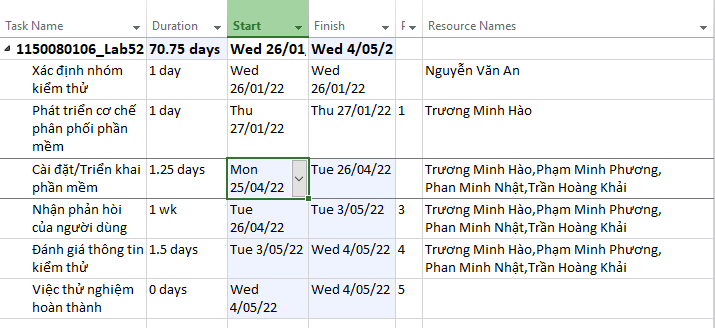 Task Name Duration Start Finish F Resource Names
1150080106_Lab52 70.75 days Wed 26/01, Wed 4/05/2
Xác định nhóm 1 day Wed Wed Nguyễn Văn An
kiểm thử 26/01/22 26/01/22
Phát triển cơ chế 1 day Thu Thu 27/01/22 1 Trương Minh Hào
phân phối phần 27/01/22
mềm
Cài đặt/Triển khai 1.25 days Mon Tue 26/04/22 Trương Minh Hào,Phạm Minh Phương,
phần mềm 25/04/22 Phan Minh Nhật,Trần Hoàng Khải
Nhận phản hòi 1 wk Tue Tue 3/05/22 3 Trương Minh Hào,Phạm Minh Phương,
của người dùng 26/04/22 Phan Minh Nhật,Trần Hoàng Khải
Đánh giá thông tin 1.5 days Tue 3/05/22 Wed 4/05/22 4 Trương Minh Hào,Phạm Minh Phương,
kiểm thử Phan Minh Nhật,Trần Hoàng Khải
Việc thử nghiệm 0 days Wed Wed 4/05/22 5
hoàn thành 4/05/22